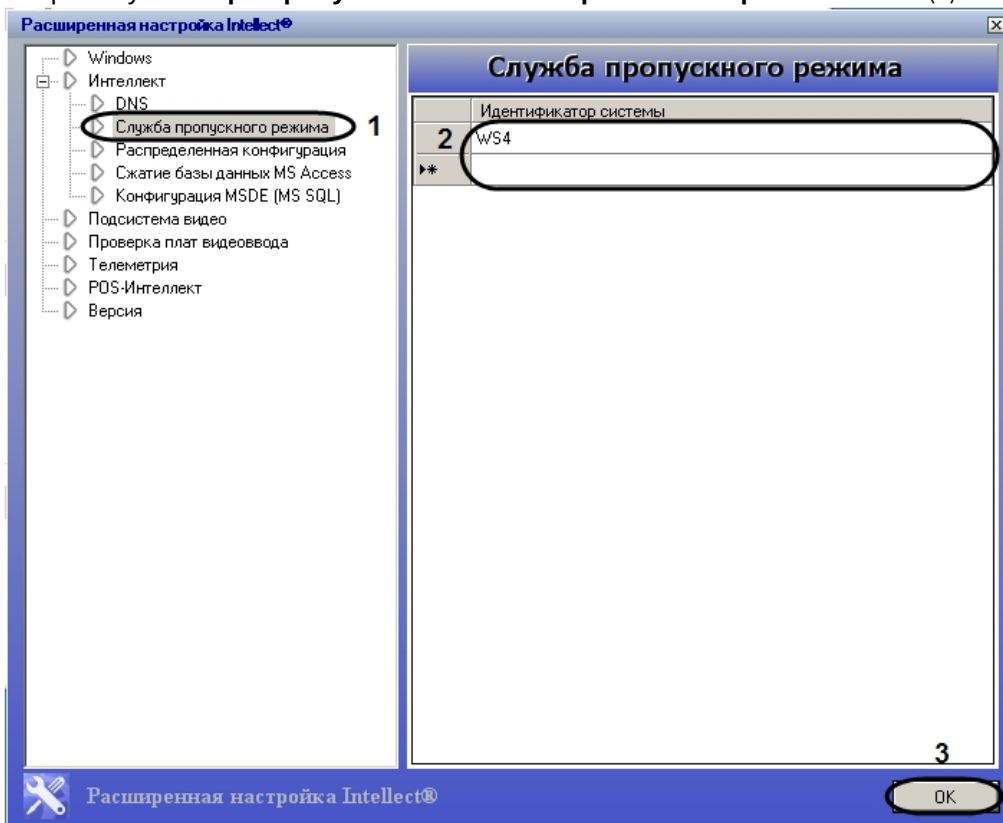 Расширенная настройка Intellect®
Windows
Интеллект
DNS
Служба пропускного режима 1
Распределенная конфигурация
Сжатие базы данных MS Access
Конфигурация MSDE (MS SQL)
Подсистема видео
Проверка плат видеоввода
Телеметрия
POS-Интеллект
Версия
Служба пропускного режима
Идентификатор системы
2 WS4
3
Расширенная настройка Intellect®
OK